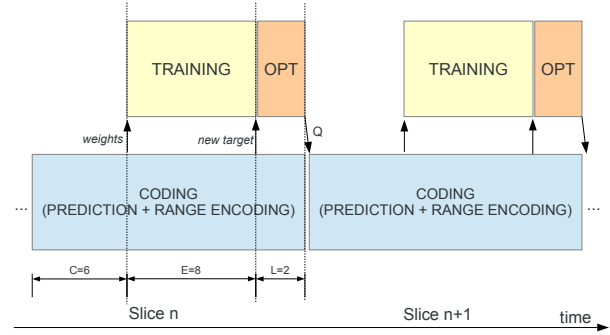 TRAINING
OPT
TRAINING
OPT
weights
new target
Q
... CODING
(PREDICTION + RANGE ENCODING)
CODING
(PREDICTION + RANGE ENCODING) ...
C=6
E=8
L=2
Slice n
Slice n+1
time